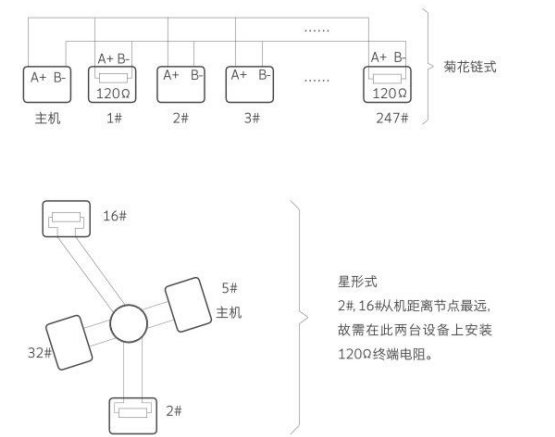 ......
A+ B-
A+ B-
A+ B-
A+ B-
A+ B-
......
120Ω
120Ω
菊花链式
主机
1#
2#
3#
247#
16#
5#
主机
32#
2#
星形式
2#, 16#从机距离节点最远,
故需在此两台设备上安装
120Ω终端电阻。